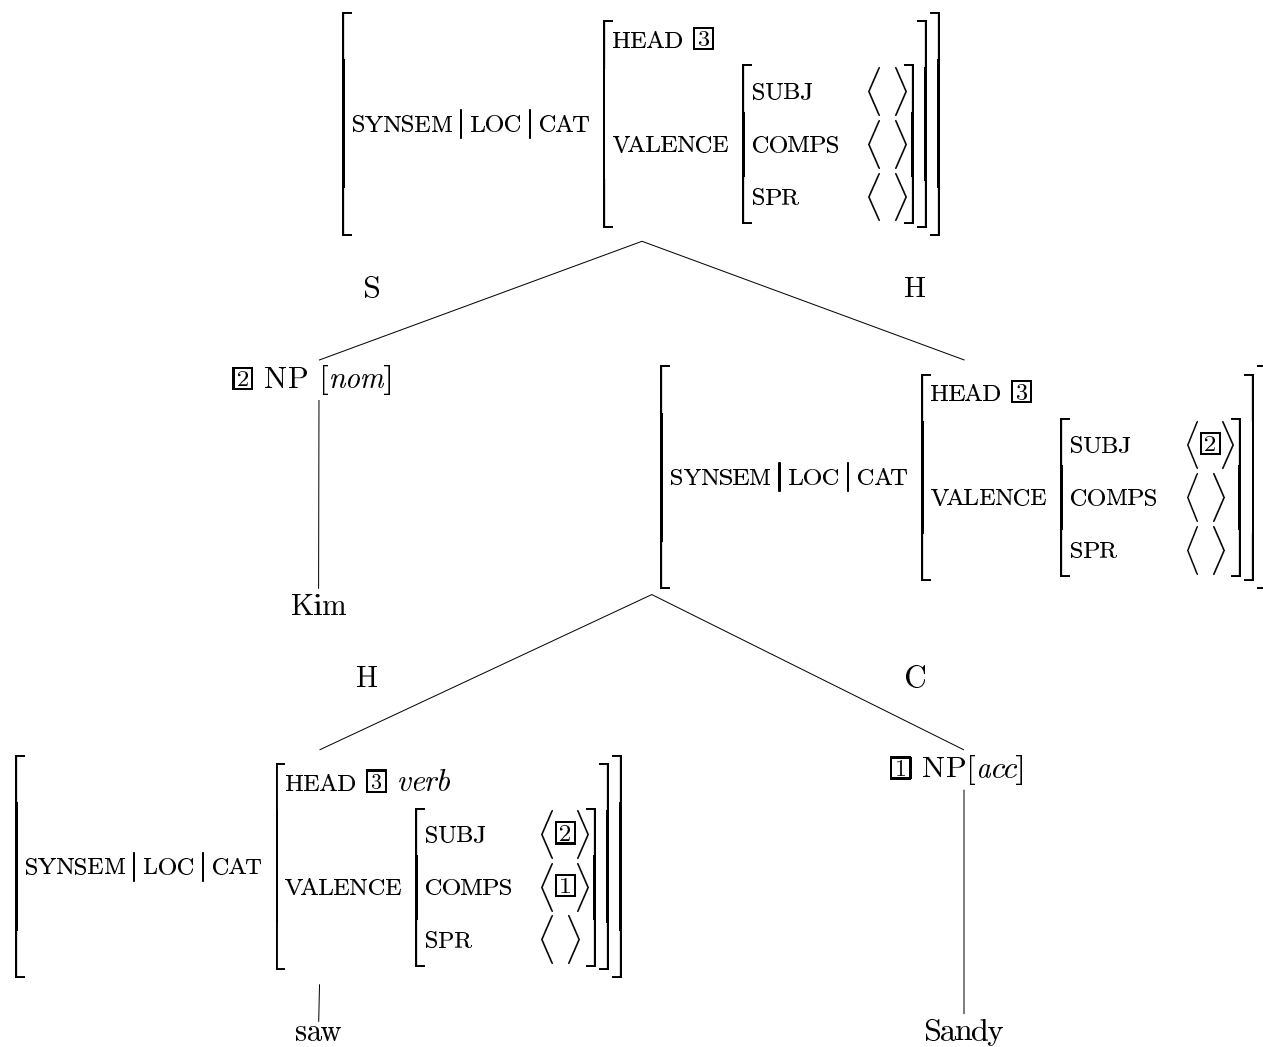 HEAD 3
SUBJ ⟨ ⟩
SYNSEM | LOC | CAT
VALENCE
COMPS ⟨ ⟩
SPR ⟨ ⟩
S
H
2 NP [nom]
HEAD 3
SUBJ ⟨2⟩
SYNSEM | LOC | CAT
VALENCE
COMPS ⟨ ⟩
SPR ⟨ ⟩
Kim
H
C
HEAD 3 verb
SUBJ ⟨2⟩
SYNSEM | LOC | CAT
VALENCE
COMPS ⟨1⟩
SPR ⟨ ⟩
1 NP[acc]
saw
Sandy